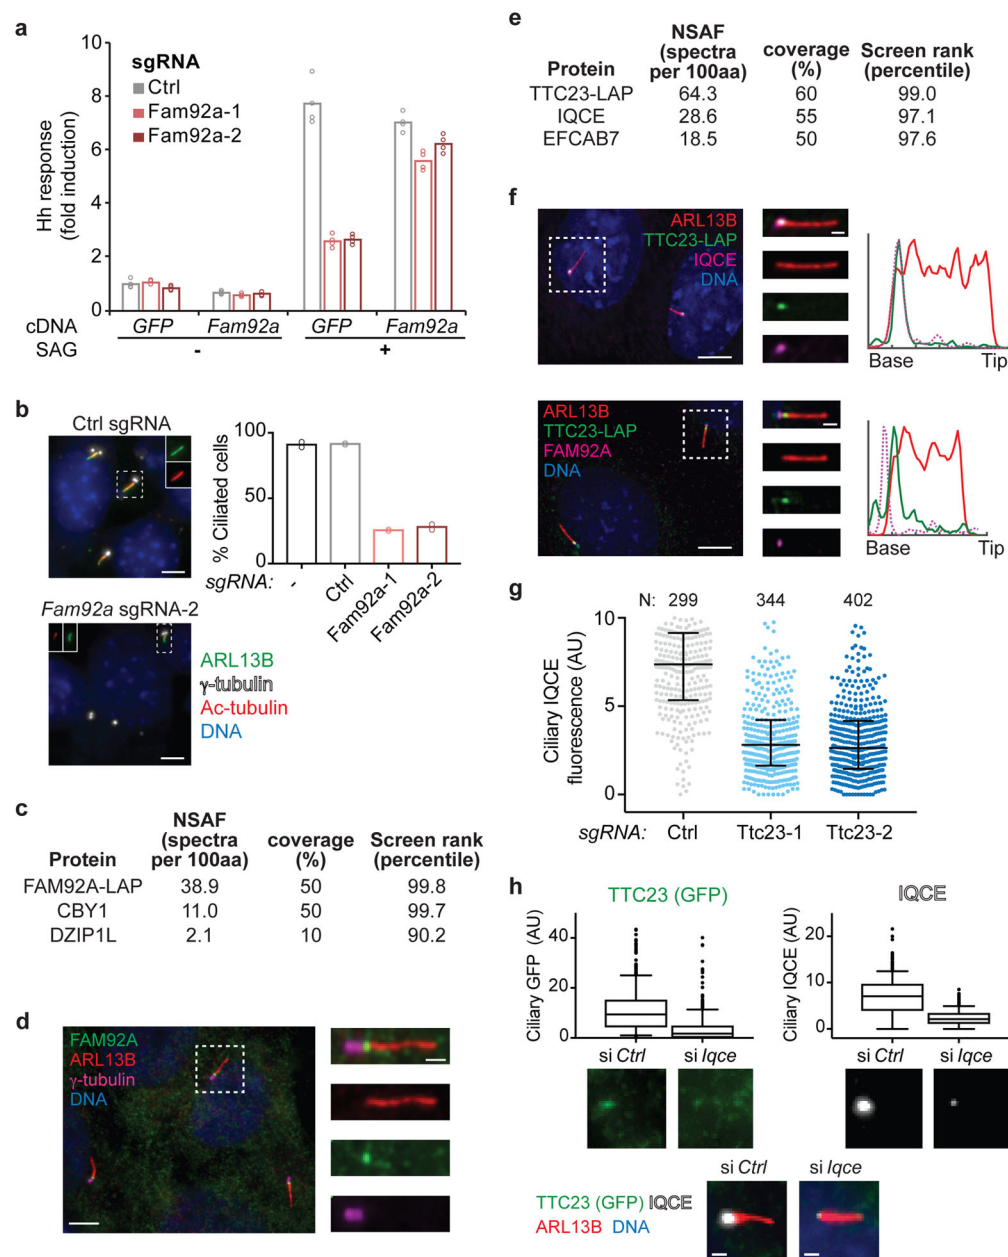 a
10
8
6
4
2
0
Hh response
(fold induction)
sgRNA
Ctrl
Fam92a-1
Fam92a-2
cDNA GFP Fam92a GFP Fam92a
SAG - +
b
Ctrl sgRNA
Fam92a sgRNA-2
ARL13B
γ-tubulin
Ac-tubulin
DNA
% Ciliated cells
100
50
0
sgRNA: - Ctrl Fam92a-1 Fam92a-2
c
Protein NSAF (spectra per 100aa) coverage (%) Screen rank (percentile)
FAM92A-LAP 38.9 50 99.8
CBY1 11.0 50 99.7
DZIP1L 2.1 10 90.2
d
FAM92A
ARL13B
γ-tubulin
DNA
e
Protein NSAF (spectra per 100aa) coverage (%) Screen rank (percentile)
TTC23-LAP 64.3 60 99.0
IQCE 28.6 55 97.1
EFCAB7 18.5 50 97.6
f
ARL13B
TTC23-LAP
IQCE
DNA
Base Tip
ARL13B
TTC23-LAP
FAM92A
DNA
Base Tip
g
N: 299 344 402
Ciliary IQCE
fluorescence (AU)
10
5
0
sgRNA: Ctrl Ttc23-1 Ttc23-2
h
TTC23 (GFP)
Ciliary GFP (AU)
40
20
0
si Ctrl si Iqce
IQCE
Ciliary IQCE (AU)
20
10
0
si Ctrl si Iqce
si Ctrl si Iqce
TTC23 (GFP) IQCE
ARL13B DNA